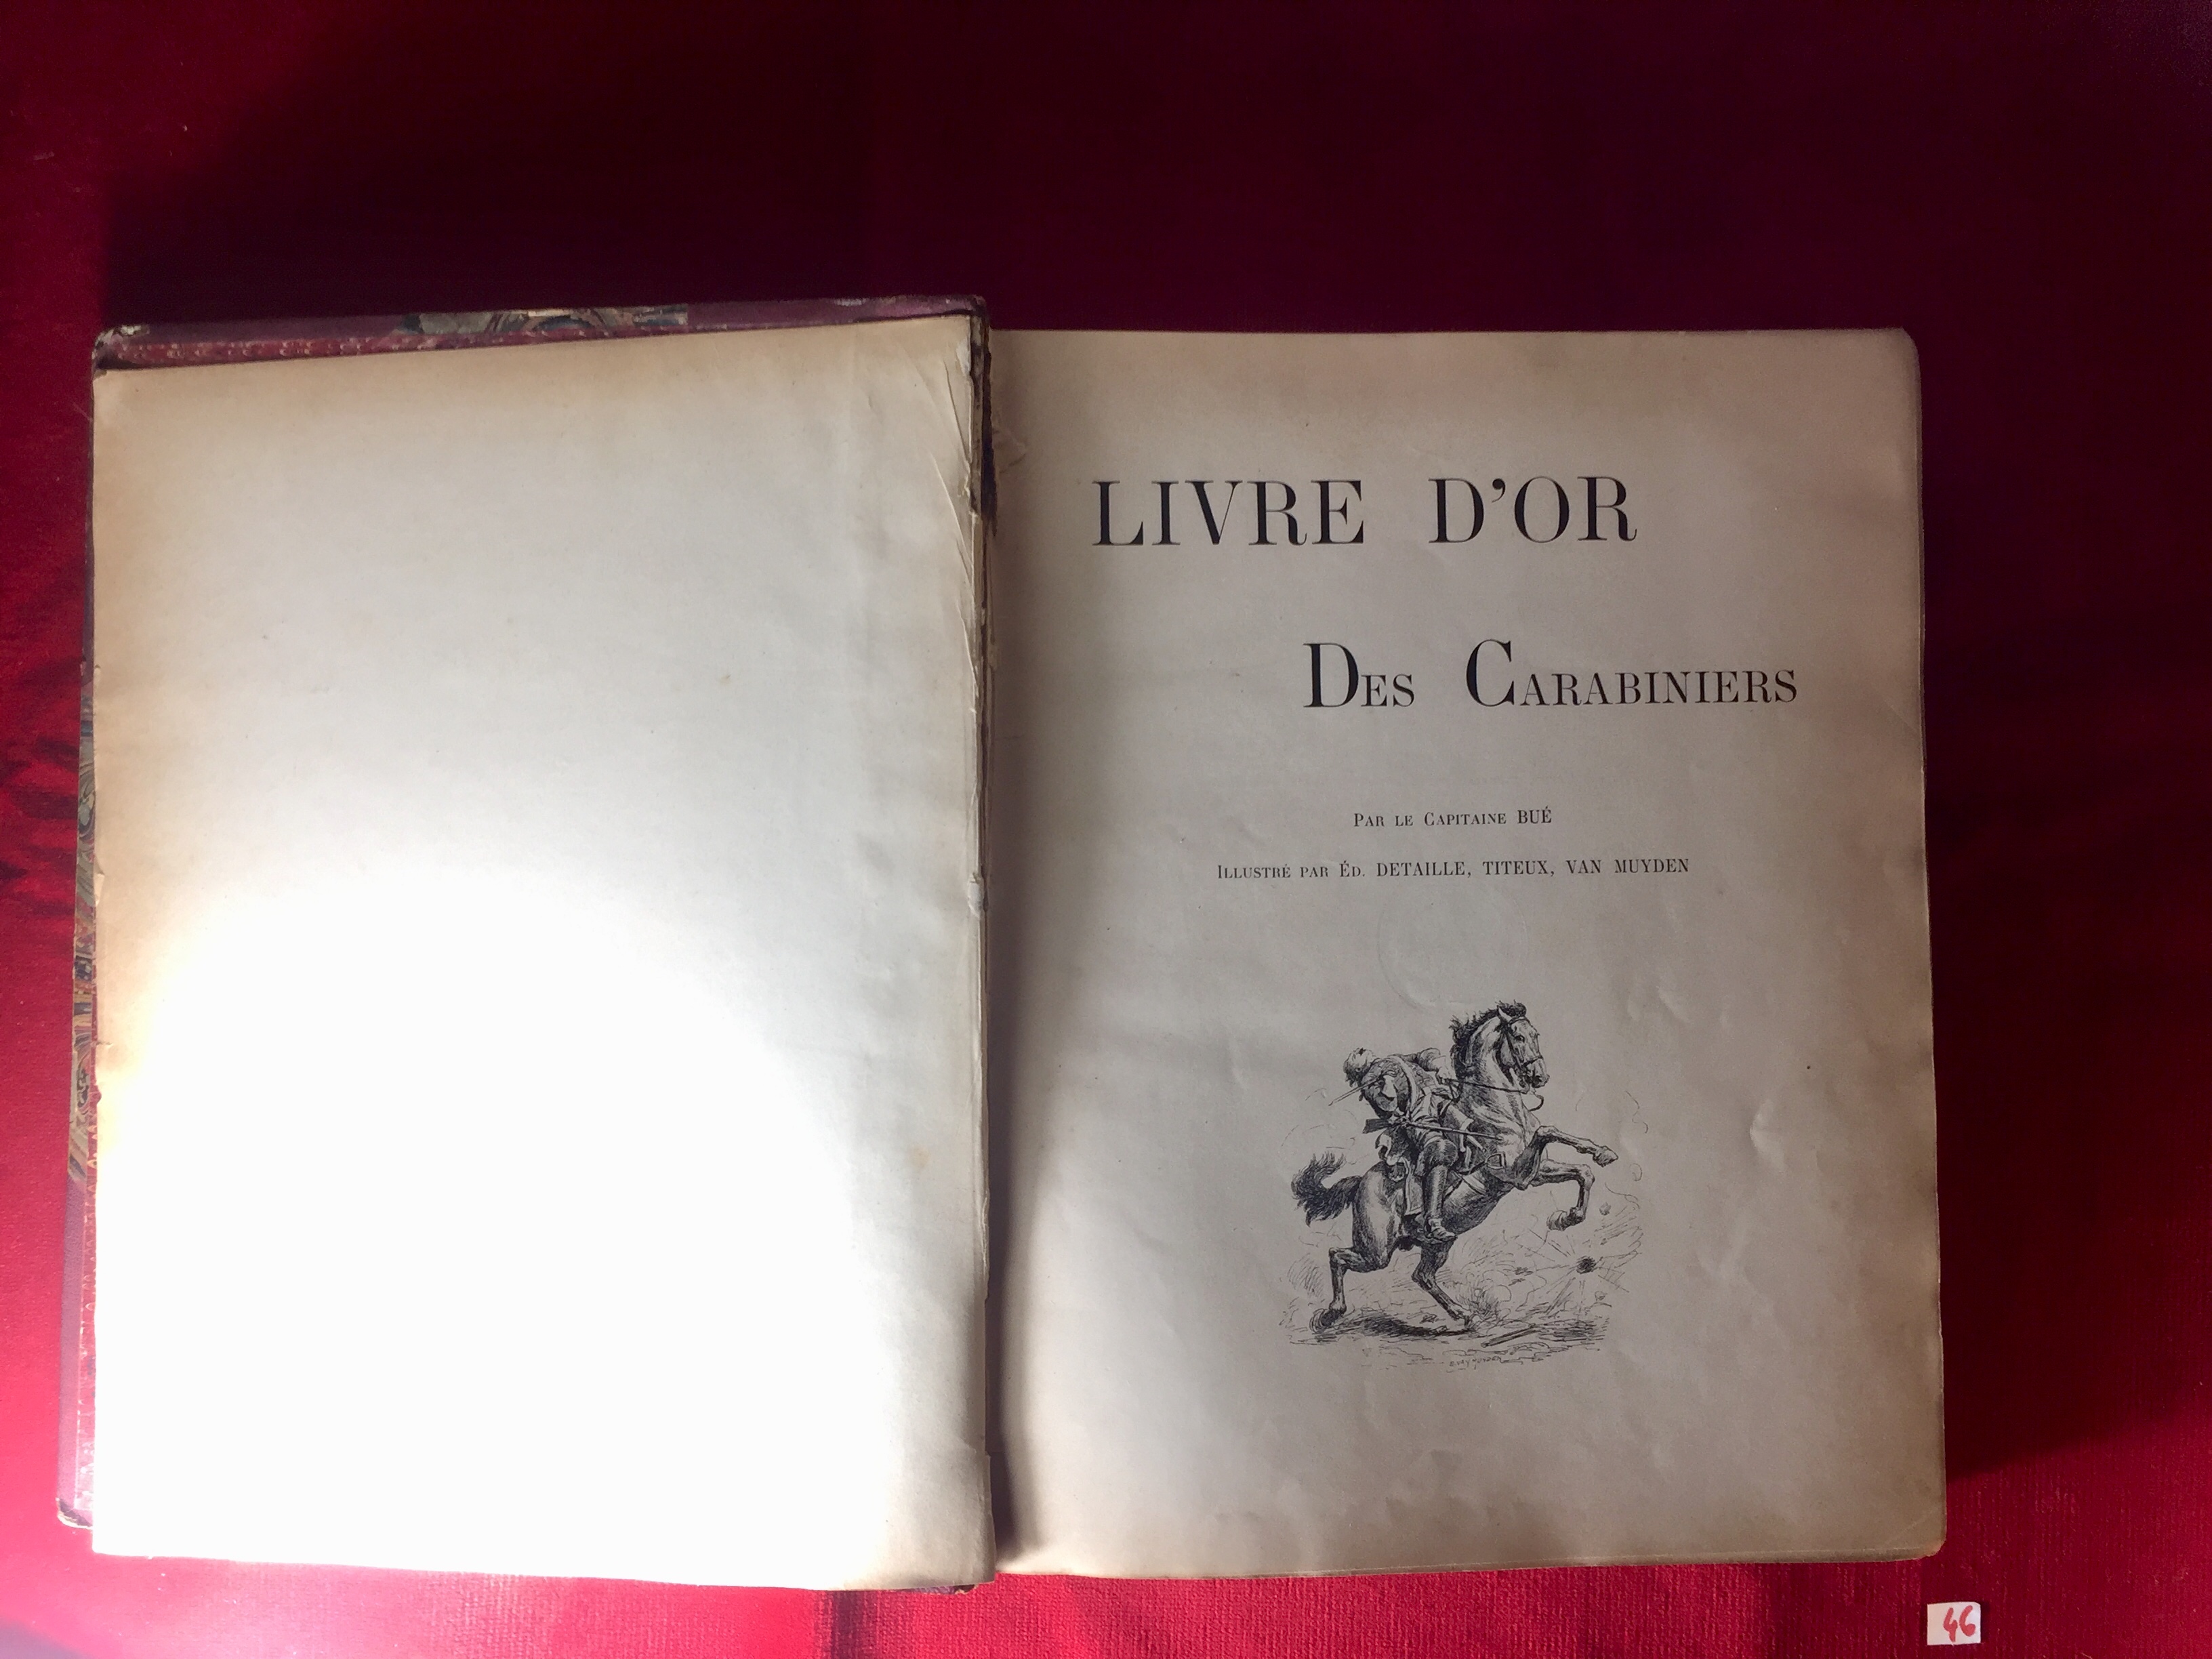 LIVRE D'OR
DES CARABINIERS
PAR LE CAPITAINE BUÉ
ILLUSTRÉ PAR ÉD. DETAILLE, TITEUX, VAN MUYDEN
46